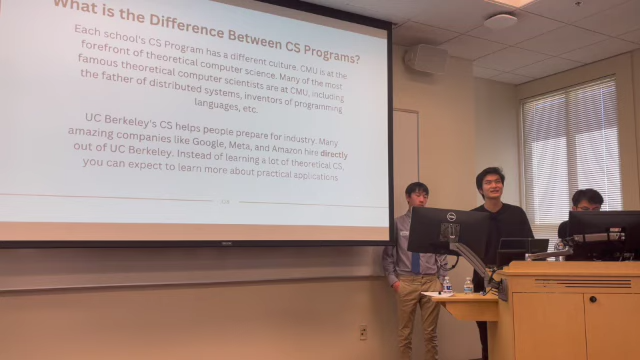 What is the Difference Between CS Programs?
Each school's CS Program has a different culture. CMU is at the
forefront of theoretical computer science. Many of the most
famous theoretical computer scientists are at CMU, including
the father of distributed systems, inventors of programming
languages, etc.
UC Berkeley's CS helps people prepare for industry. Many
amazing companies like Google, Meta, and Amazon hire directly
out of UC Berkeley. Instead of learning a lot of theoretical CS,
you can expect to learn more about practical applications
DELL